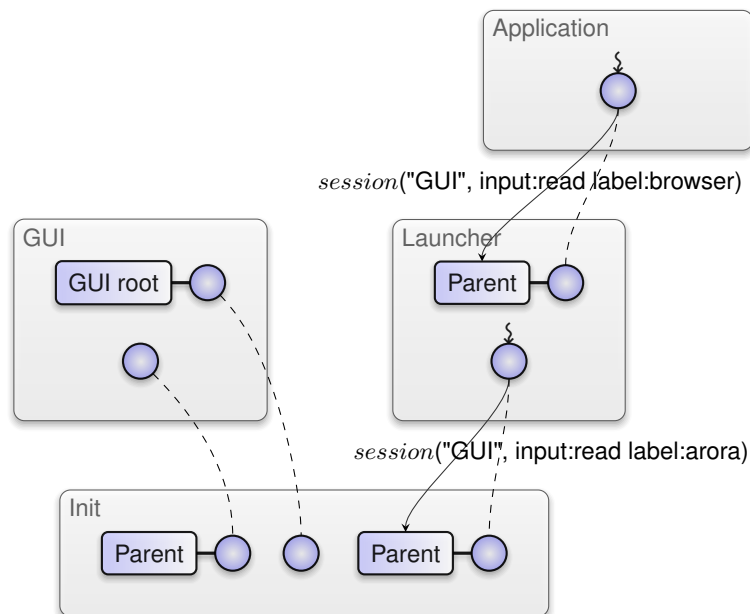 Application
session("GUI", input:read label:browser)
GUI
Launcher
GUI root
Parent
session("GUI", input:read label:arora)
Init
Parent
Parent